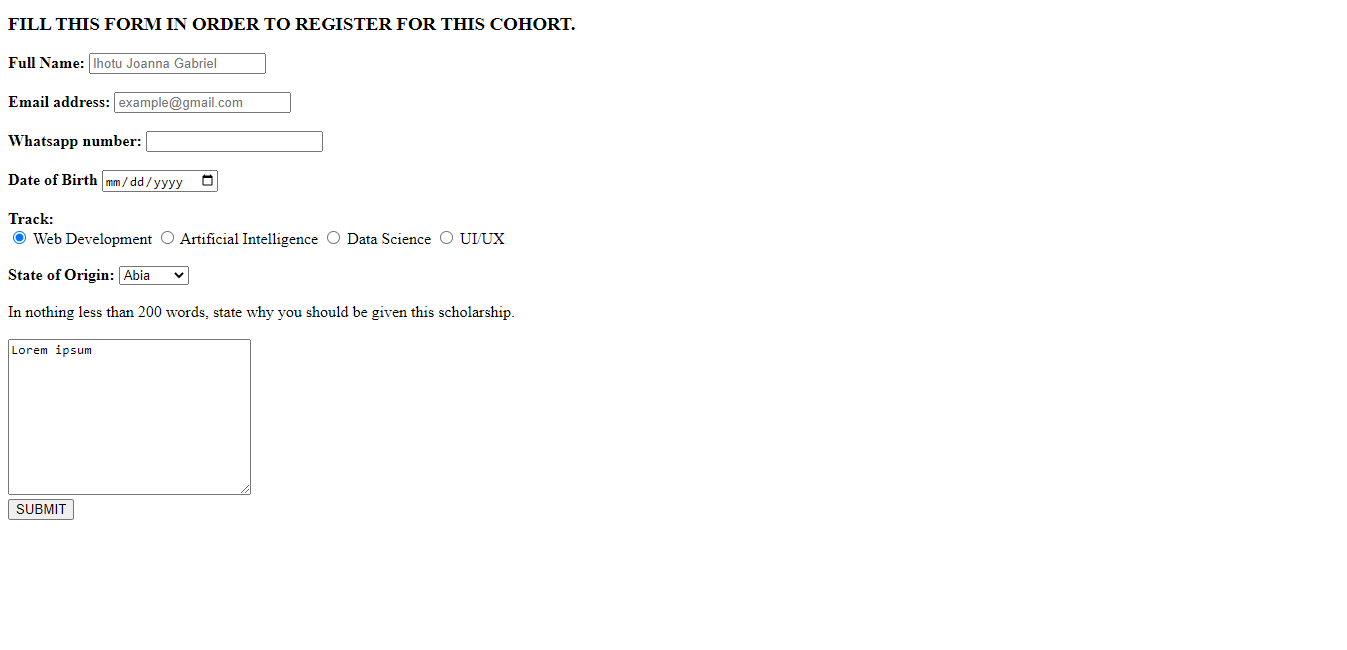 FILL THIS FORM IN ORDER TO REGISTER FOR THIS COHORT.
Full Name: Ihotu Joanna Gabriel
Email address: example@gmail.com
Whatsapp number:
Date of Birth mm/dd/yyyy
Track:
Web Development Artificial Intelligence Data Science UI/UX
State of Origin: Abia
In nothing less than 200 words, state why you should be given this scholarship.
Lorem ipsum
SUBMIT